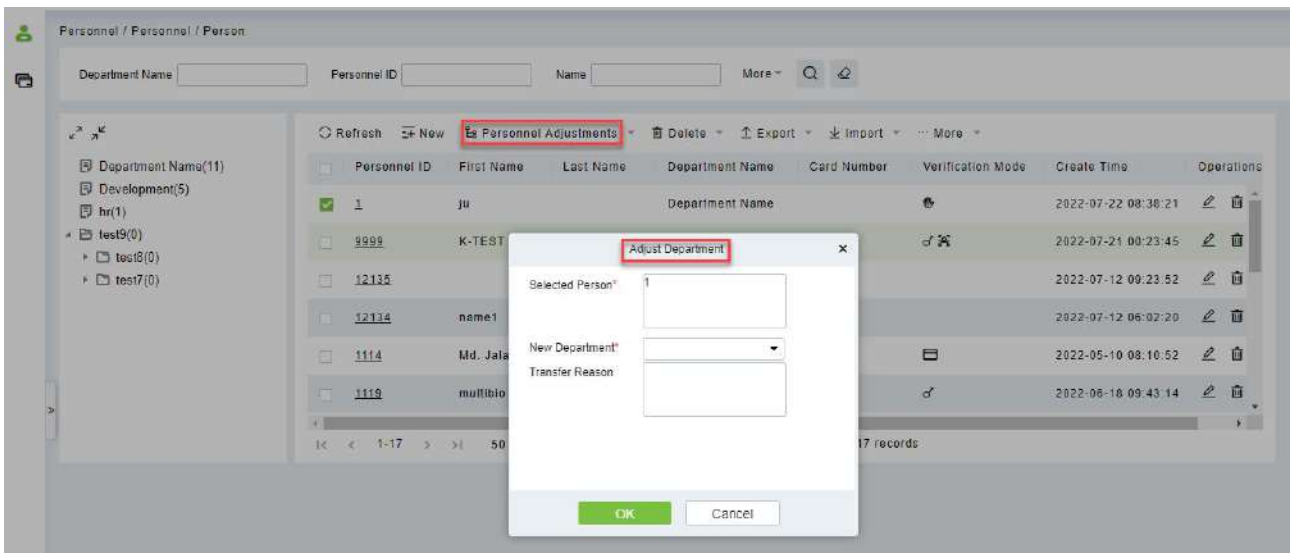 Personnel / Personnel / Person
Department Name Personnel ID Name More
Refresh New Personnel Adjustments Delete Export Import ··· More
Department Name(11)
Development(5)
hr(1)
test9(0)
test8(0)
test7(0)
Personnel ID First Name Last Name Department Name Card Number Verification Mode Create Time Operations
1 ju Department Name 2022-07-22 08:38:21
9999 K-TEST 2022-07-21 00:23:45
12135 2022-07-12 09:23:52
12134 name1 2022-07-12 06:02:20
1114 Md. Jala 2022-05-10 08:10:52
1119 multibio 2022-06-18 09:43:14
1-17 50 17 records
Adjust Department ×
Selected Person* 1
New Department*
Transfer Reason
OK Cancel